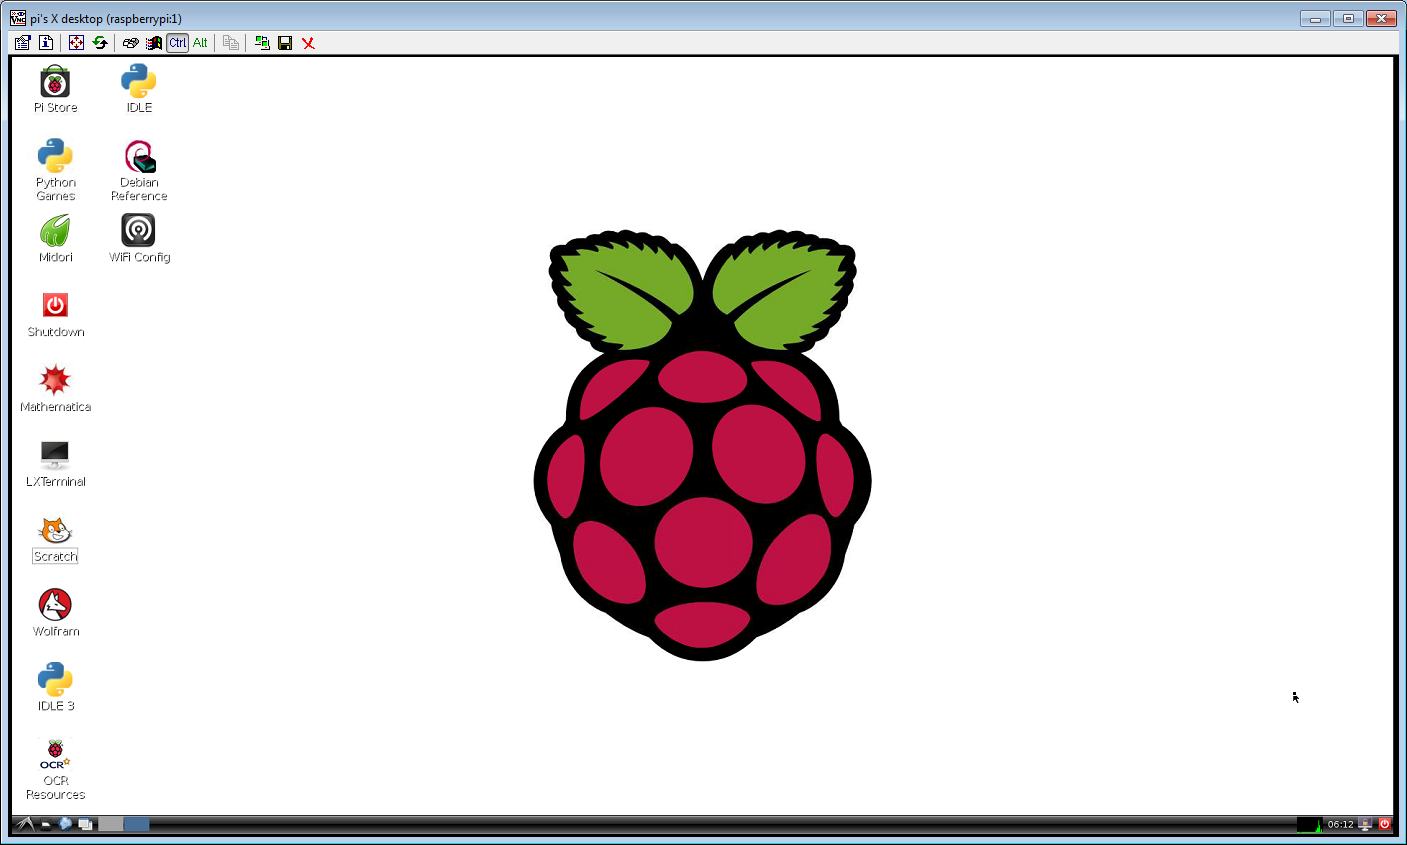 pi's X desktop (raspberrypi:1)
Ctrl Alt
Pi Store
IDLE
Python
Games
Debian
Reference
Midori
WiFi Config
Shutdown
Mathematica
LXTerminal
Scratch
Wolfram
IDLE 3
OCR
OCR
Resources
06:12